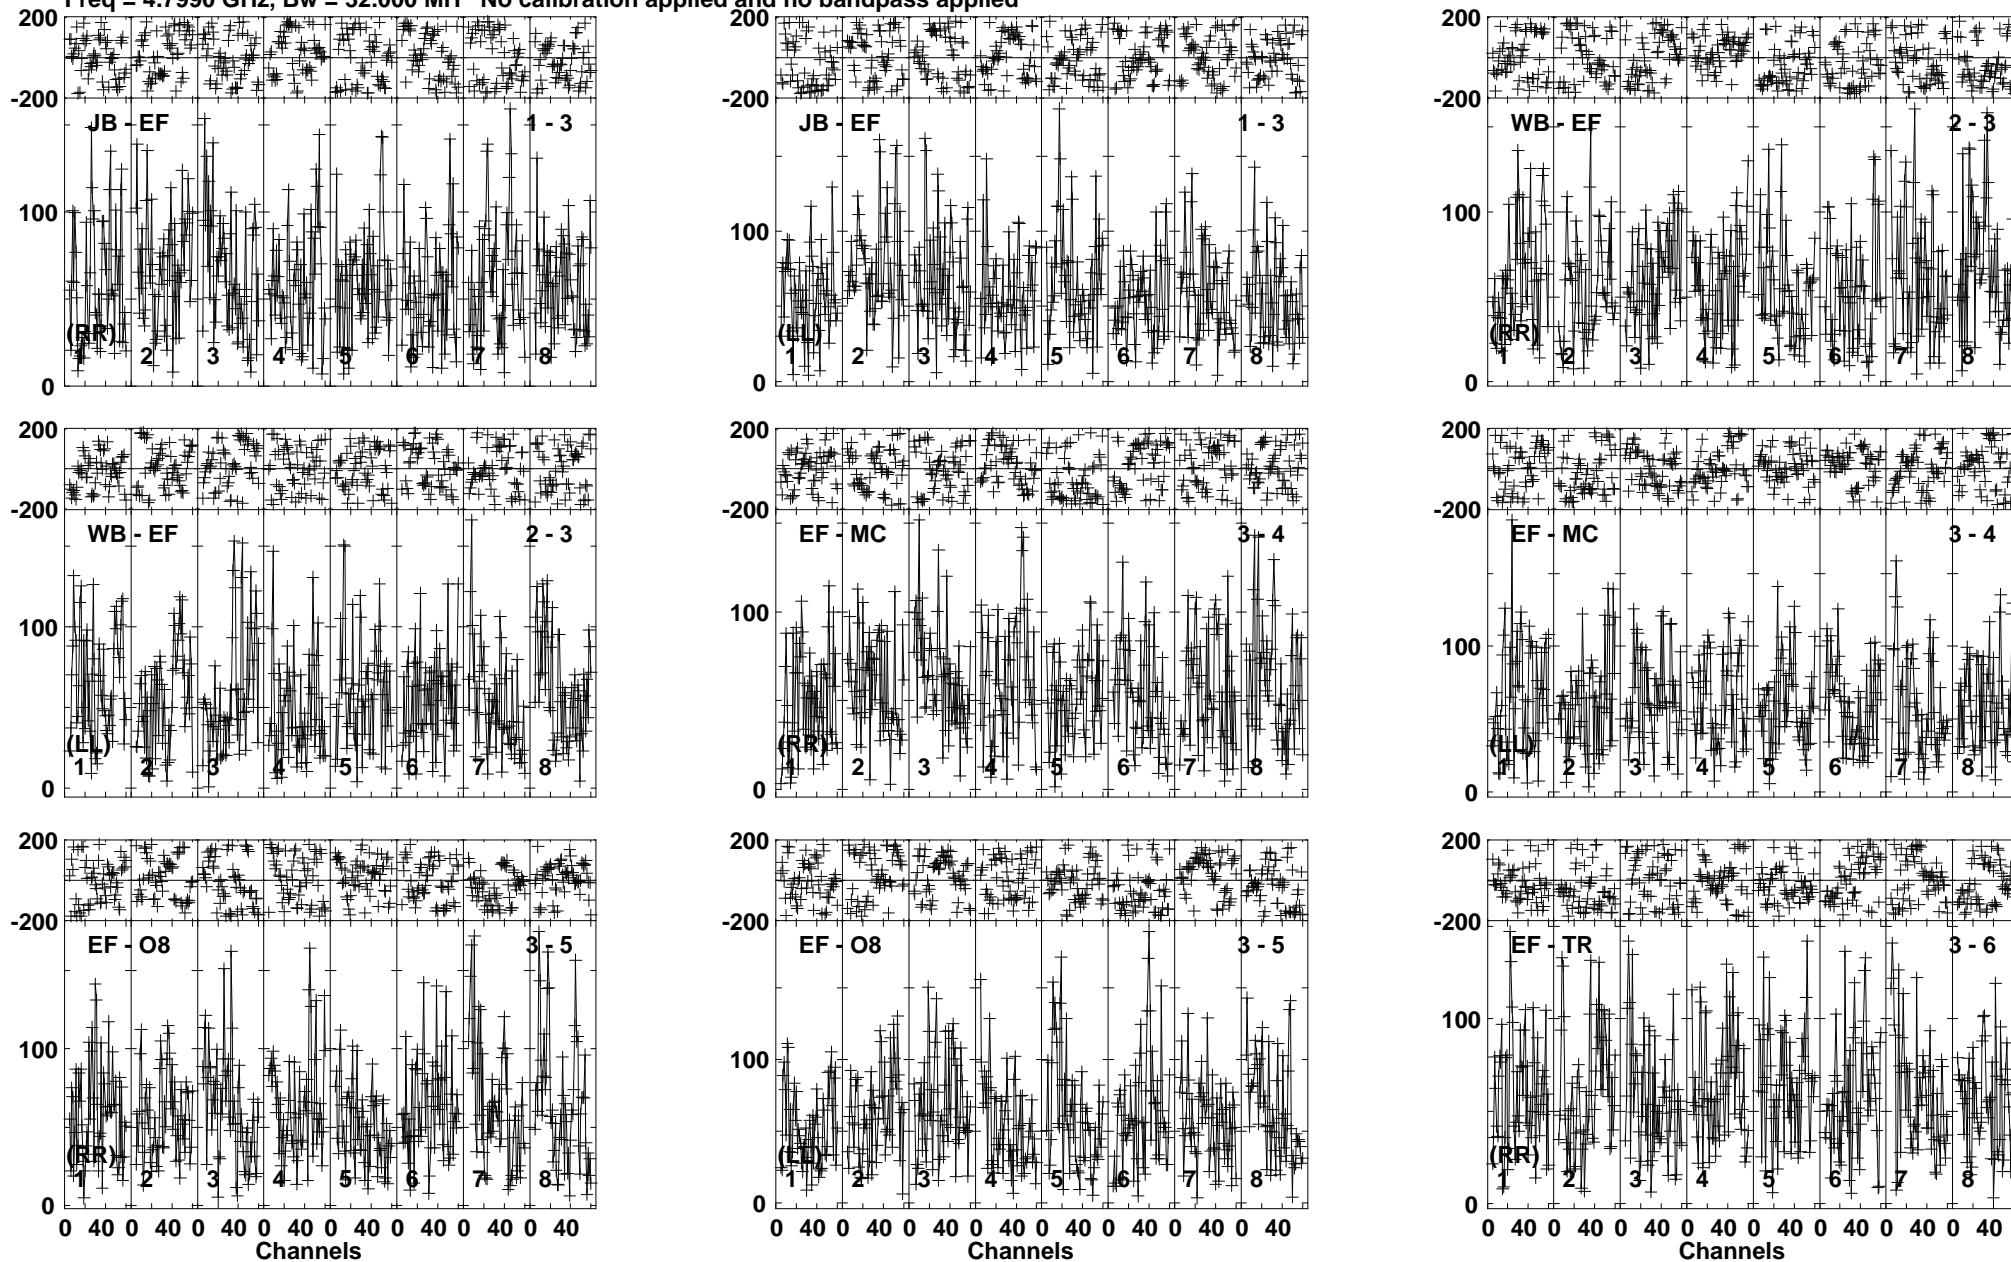 Freq = 4.7990 GHz, Bw = 32.000 MH No calibration applied and no bandpass applied
200 200 200
-200 -200 -200
JB - EF 1 - 3 JB - EF 1 - 3 WB - EF 2 - 3
100 100 100
(RR) (LL) (RR)
1 2 3 4 5 6 7 8 1 2 3 4 5 6 7 8 1 2 3 4 5 6 7 8
0 0 0
200 200 200
-200 -200 -200
WB - EF 2 - 3 EF - MC 3 - 4 EF - MC 3 - 4
100 100 100
(LL) (RR) (LL)
1 2 3 4 5 6 7 8 1 2 3 4 5 6 7 8 1 2 3 4 5 6 7 8
0 0 0
200 200 200
-200 -200 -200
EF - O8 3 - 5 EF - O8 3 - 5 EF - TR 3 - 6
100 100 100
(RR) (LL) (RR)
1 2 3 4 5 6 7 8 1 2 3 4 5 6 7 8 1 2 3 4 5 6 7 8
0 0 0
0 40 0 40 0 40 0 40 0 40 0 40 0 40 0 40 0 40 0 40 0 40 0 40 0 40 0 40 0 40 0 40 0 40 0 40 0 40 0 40 0 40 0 40 0 40 0 40
Channels Channels Channels